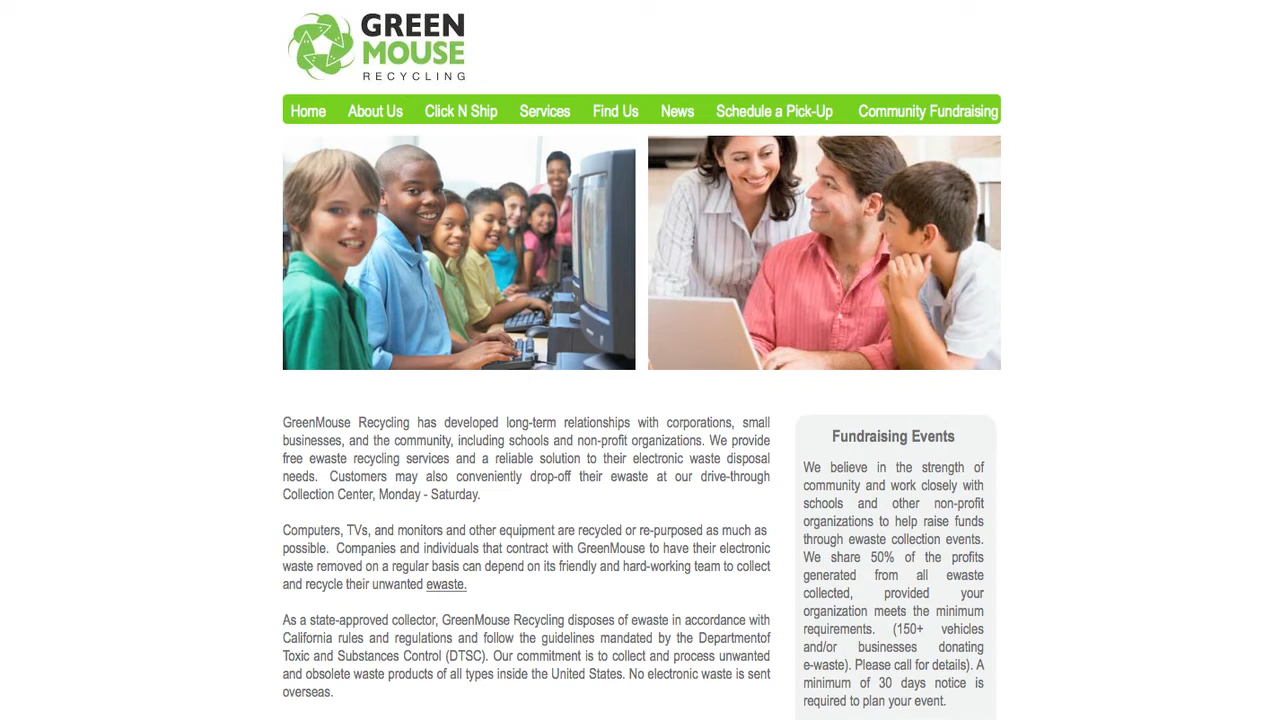 GREEN
MOUSE
RECYCLING
Home About Us Click N Ship Services Find Us News Schedule a Pick-Up Community Fundraising
GreenMouse Recycling has developed long-term relationships with corporations, small
businesses, and the community, including schools and non-profit organizations. We provide
free ewaste recycling services and a reliable solution to their electronic waste disposal
needs. Customers may also conveniently drop-off their ewaste at our drive-through
Collection Center, Monday - Saturday.
Computers, TVs, and monitors and other equipment are recycled or re-purposed as much as
possible. Companies and individuals that contract with GreenMouse to have their electronic
waste removed on a regular basis can depend on its friendly and hard-working team to collect
and recycle their unwanted ewaste.
As a state-approved collector, GreenMouse Recycling disposes of ewaste in accordance with
California rules and regulations and follow the guidelines mandated by the Departmentof
Toxic and Substances Control (DTSC). Our commitment is to collect and process unwanted
and obsolete waste products of all types inside the United States. No electronic waste is sent
overseas.
Fundraising Events
We believe in the strength of
community and work closely with
schools and other non-profit
organizations to help raise funds
through ewaste collection events.
We share 50% of the profits
generated from all ewaste
collected, provided your
organization meets the minimum
requirements. (150+ vehicles
and/or businesses donating
e-waste). Please call for details). A
minimum of 30 days notice is
required to plan your event.